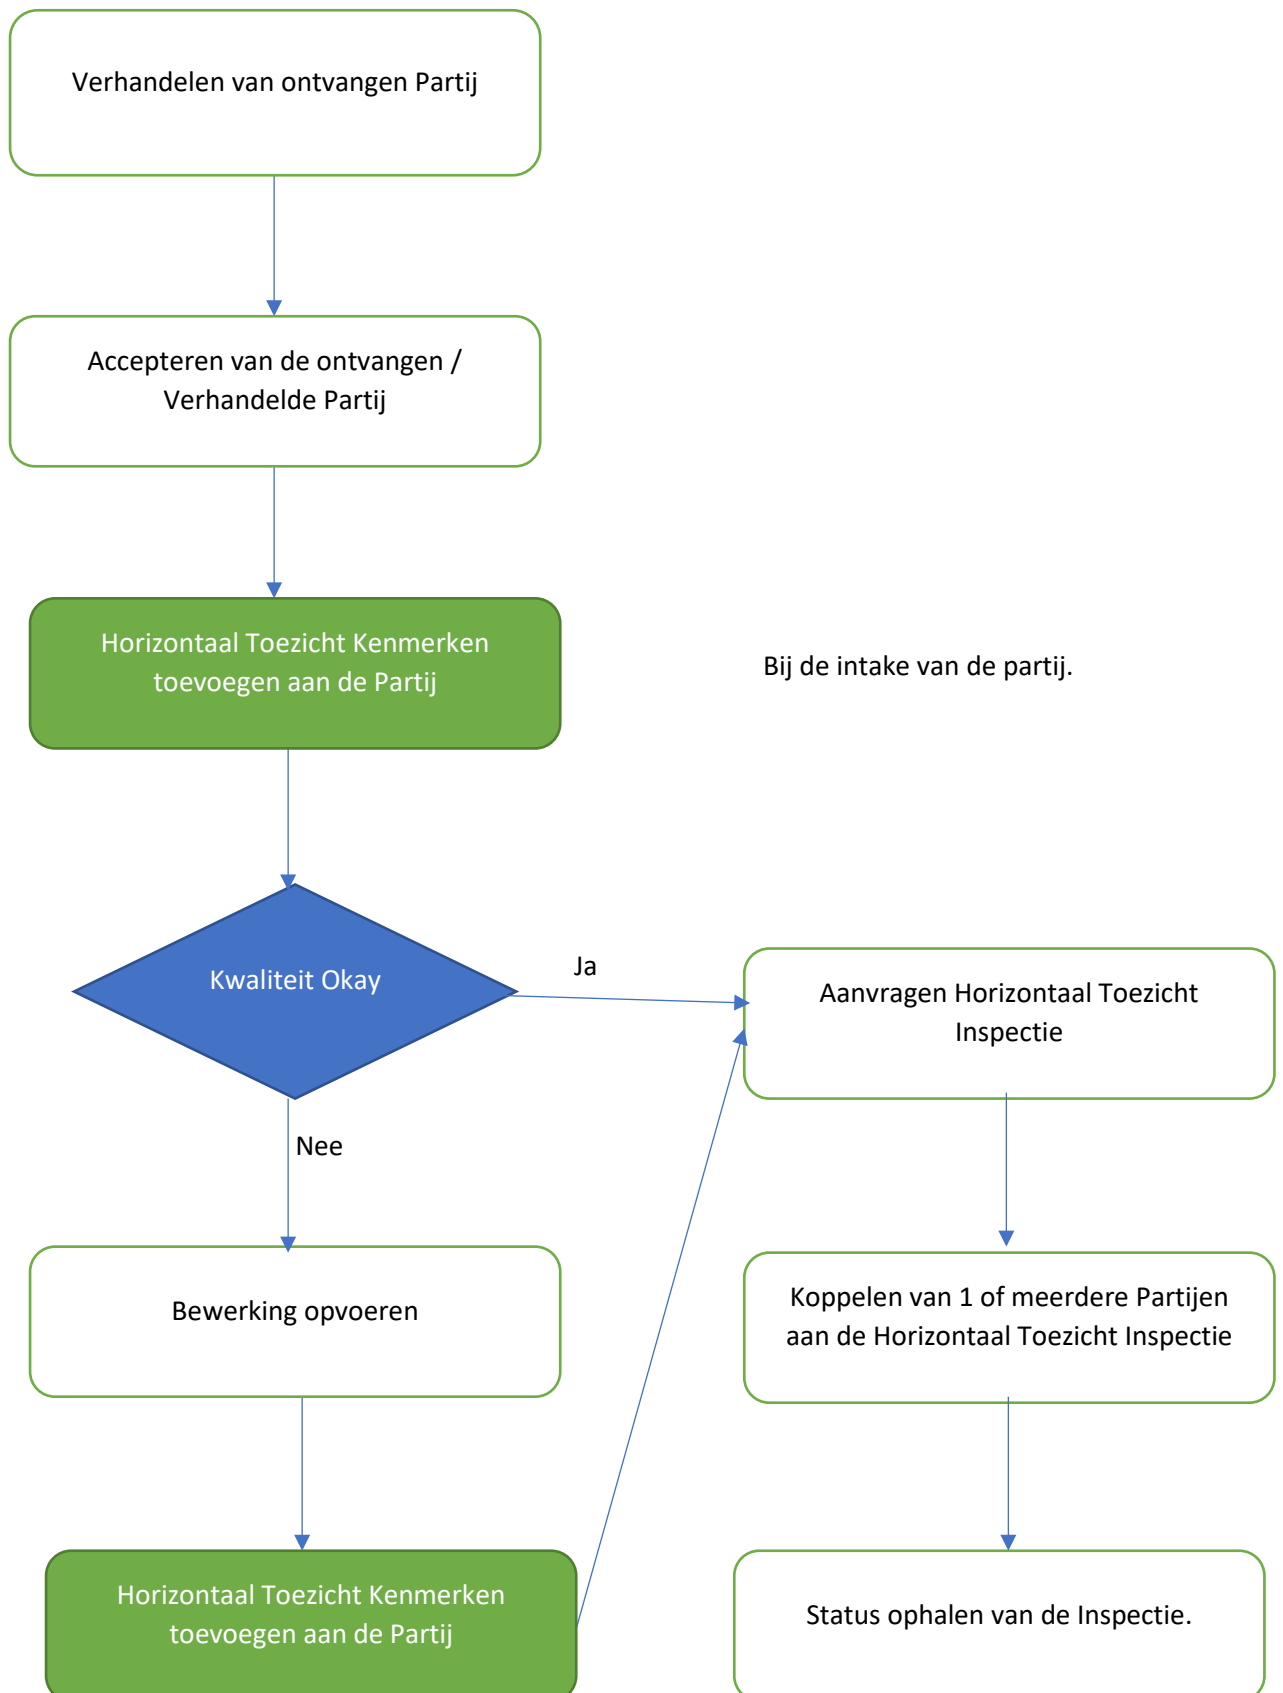 Verhandelen van ontvangen Partij
Accepteren van de ontvangen /
Verhandelde Partij
Horizontaal Toezicht Kenmerken
toevoegen aan de Partij
Bij de intake van de partij.
Kwaliteit Okay
Ja
Aanvragen Horizontaal Toezicht
Inspectie
Nee
Bewerking opvoeren
Koppelen van 1 of meerdere Partijen
aan de Horizontaal Toezicht Inspectie
Horizontaal Toezicht Kenmerken
toevoegen aan de Partij
Status ophalen van de Inspectie.